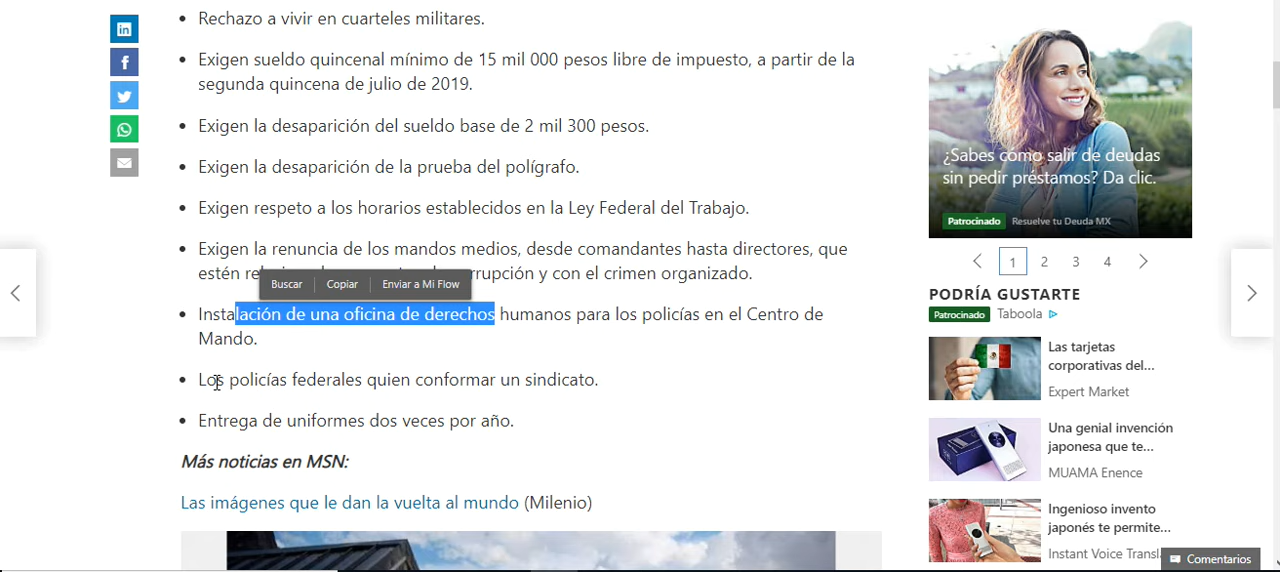 Rechazo a vivir en cuarteles militares.
Exigen sueldo quincenal mínimo de 15 mil 000 pesos libre de impuesto, a partir de la
segunda quincena de julio de 2019.
Exigen la desaparición del sueldo base de 2 mil 300 pesos.
Exigen la desaparición de la prueba del polígrafo.
Exigen respeto a los horarios establecidos en la Ley Federal del Trabajo.
Exigen la renuncia de los mandos medios, desde comandantes hasta directores, que
estén y con el crimen organizado.
Buscar
Copiar
Enviar a Mi Flow
Instalación de una oficina de derechos humanos para los policías en el Centro de
Mando.
Los policías federales quien conformar un sindicato.
Entrega de uniformes dos veces por año.
Más noticias en MSN:
Las imágenes que le dan la vuelta al mundo (Milenio)
¿Sabes cómo salir de deudas
sin pedir préstamos? Da clic.
Patrocinado Resuelve tu Deuda MX
1 2 3 4
PODRÍA GUSTARTE
Patrocinado Taboola
Las tarjetas
corporativas del...
Expert Market
Una genial invención
japonesa que te...
MUAMA Enence
Ingenioso invento
japonés te permite...
Instant Voice
Comentarios